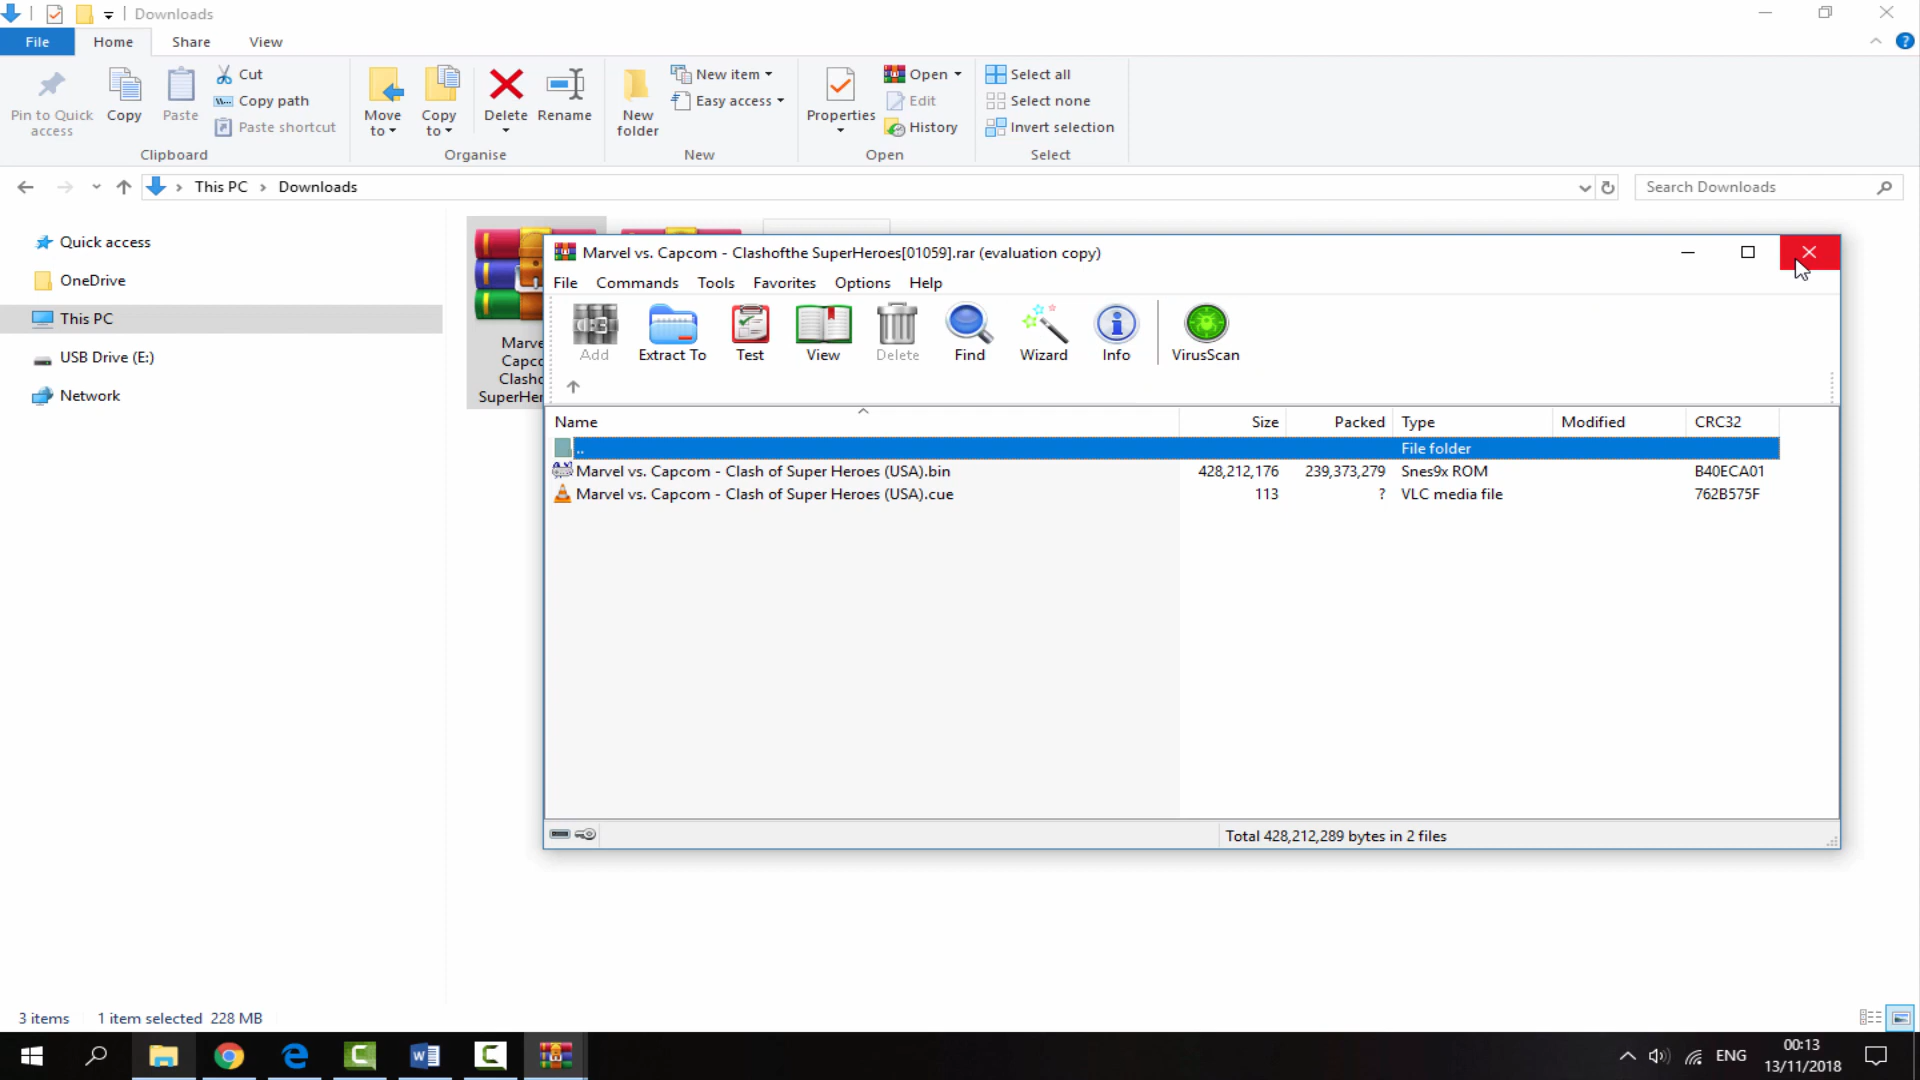 Downloads
File Home Share View
Pin to Quick access
Copy
Paste
Cut
Copy path
Paste shortcut
Clipboard
Move to
Copy to
Delete
Rename
Organise
New folder
New item
Easy access
New
Properties
Open
Edit
History
Open
Select all
Select none
Invert selection
Select
This PC Downloads
Search Downloads
Quick access
OneDrive
This PC
USB Drive (E:)
Network
Marvel vs. Capcom - Clashofthe SuperHeroes[01059].rar (evaluation copy)
File Commands Tools Favorites Options Help
Add Extract To Test View Delete Find Wizard Info VirusScan
Name Size Packed Type Modified CRC32
.. File folder
Marvel vs. Capcom - Clash of Super Heroes (USA).bin 428,212,176 239,373,279 Snes9x ROM B40ECA01
Marvel vs. Capcom - Clash of Super Heroes (USA).cue 113 ? VLC media file 762B575F
Total 428,212,289 bytes in 2 files
3 items 1 item selected 228 MB
ENG
00:13
13/11/2018